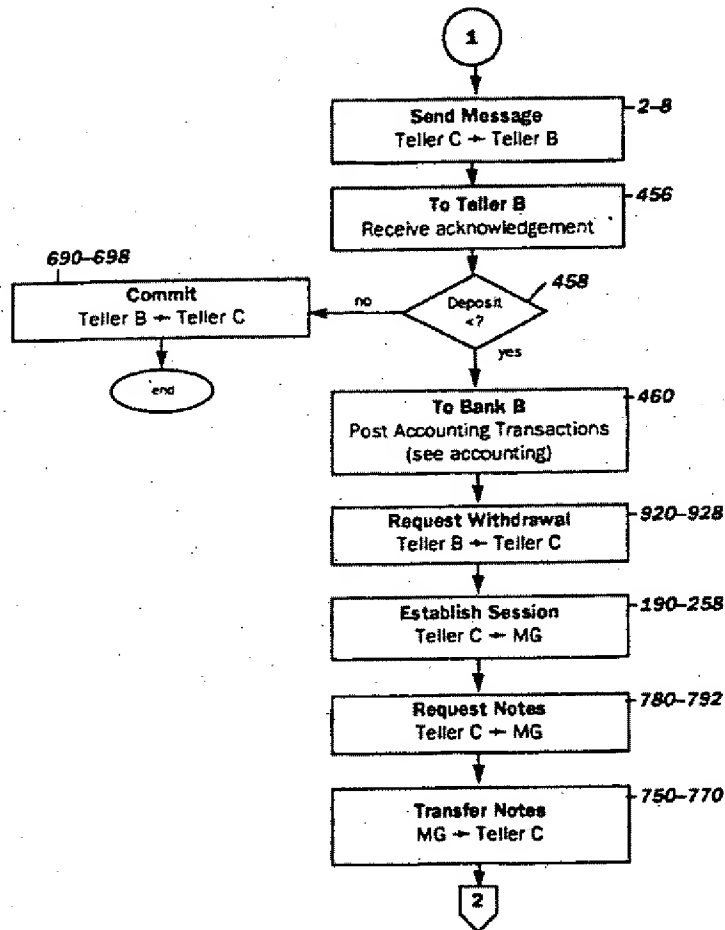 1
Send Message
Teller C → Teller B
2–8
To Teller B
Receive acknowledgement
456
690–698
Commit
Teller B → Teller C
no
Deposit
<?
458
yes
end
To Bank B
Post Accounting Transactions
(see accounting)
460
Request Withdrawal
Teller B → Teller C
920–928
Establish Session
Teller C → MG
190–258
Request Notes
Teller C → MG
780–792
Transfer Notes
MG → Teller C
750–770
2